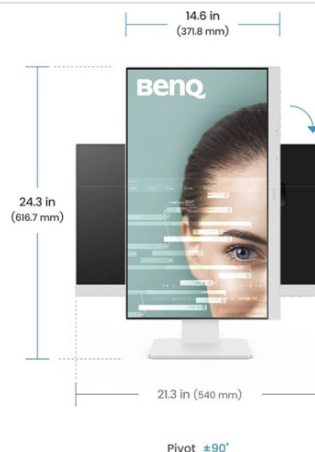 14.6 in
(371.8 mm)
BenQ
24.3 in
(616.7 mm)
21.3 in (540 mm)
Pivot ±90°